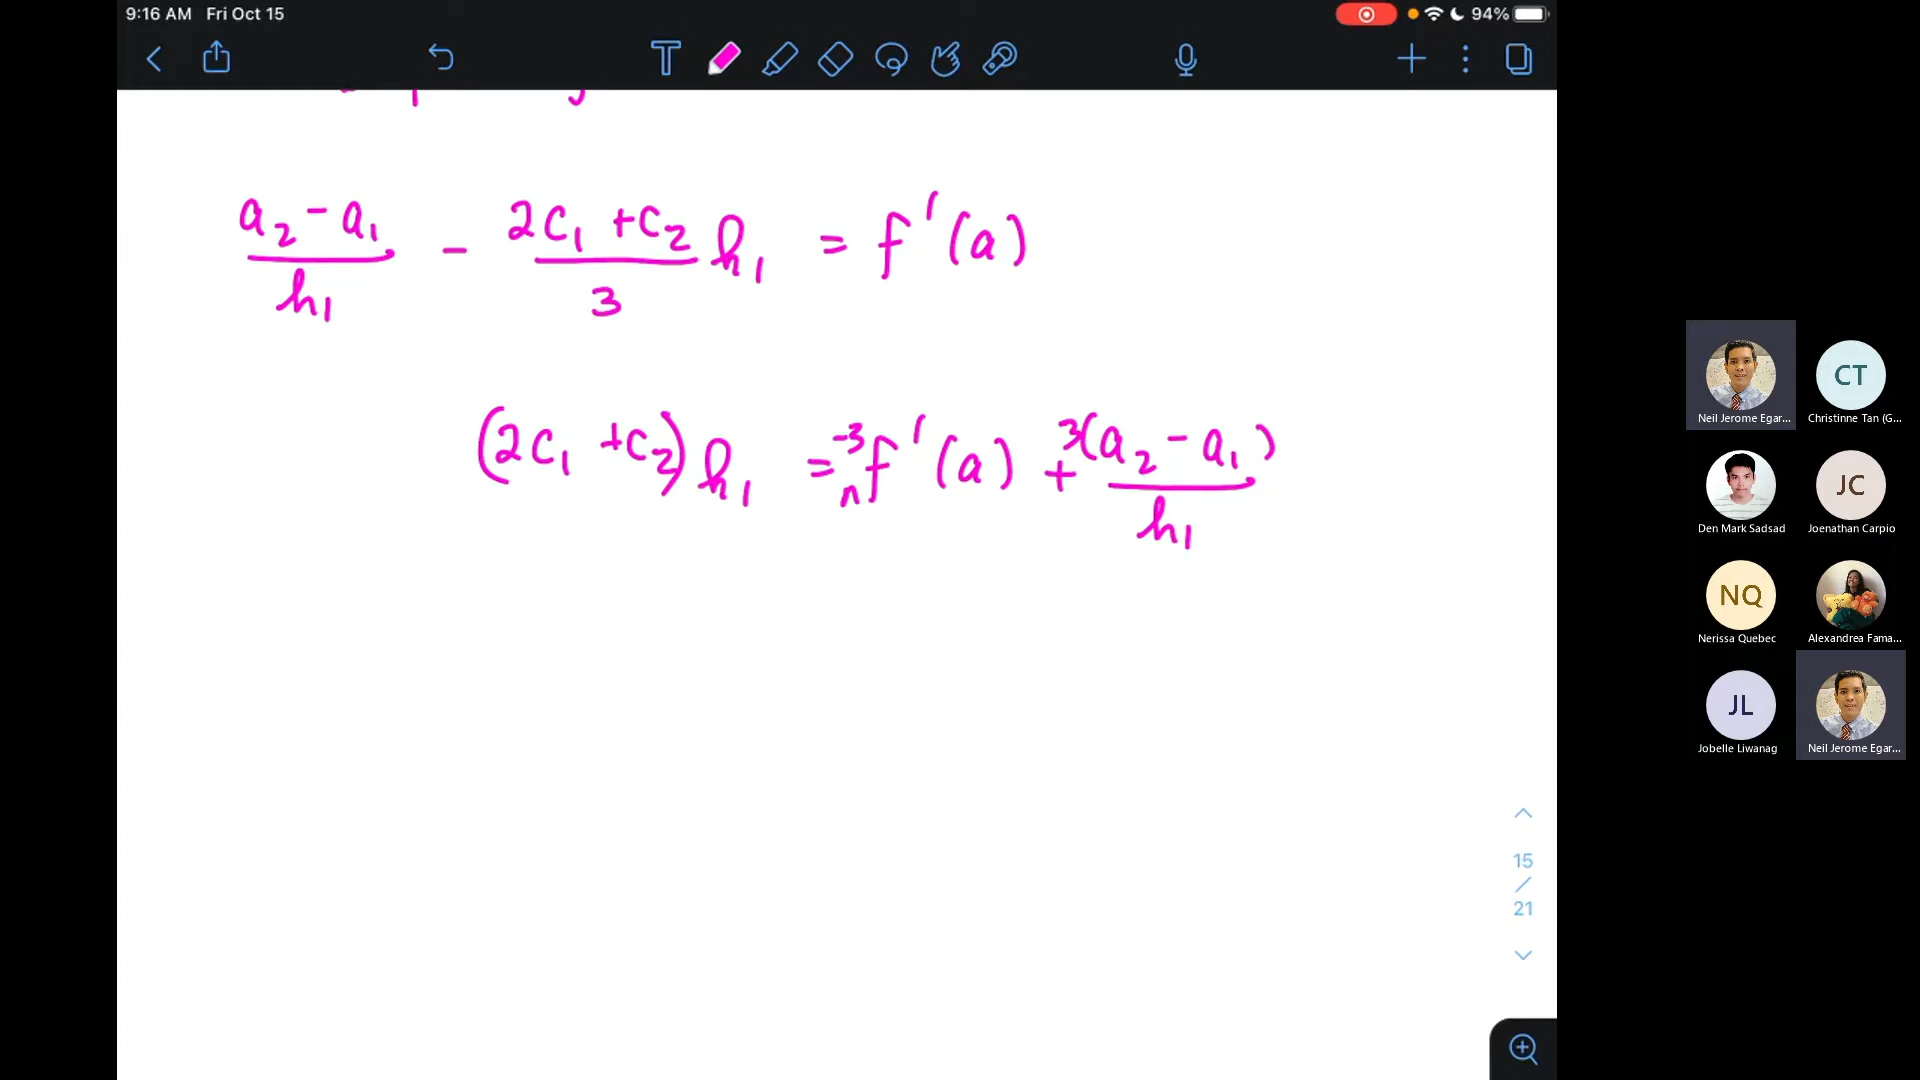 9:16 AM Fri Oct 15
94%
T
a₂ - a₁ / h₁ - 2c₁ + c₂ / 3 h₁ = f'(a)
(2c₁ + c₂) h₁ = -3 f'(a) + 3(a₂ - a₁) / h₁
Neil Jerome Egar...
CT
Christinne Tan (G...
Den Mark Sadsad
JC
Joenathan Carpio
NQ
Nerissa Quebec
Alexandrea Fama...
JL
Jobelle Liwanag
Neil Jerome Egar...
15
/
21